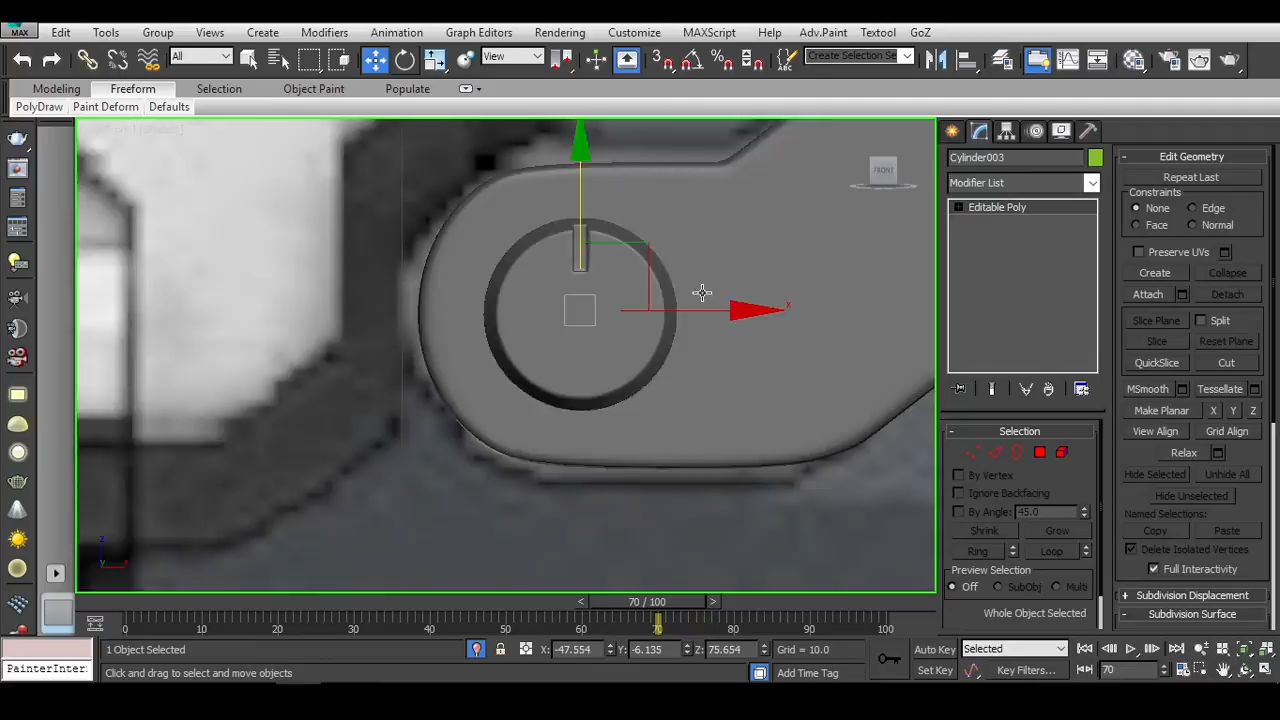 MAX Edit Tools Group Views Create Modifiers Animation Graph Editors Rendering Customize MAXScript Help Adv.Paint Textool GoZ
All View 3 Create Selection Se
Modeling Freeform Selection Object Paint Populate
PolyDraw Paint Deform Defaults
FRONT
x
z
Cylinder003
Modifier List
Editable Poly
Selection
By Vertex
Ignore Backfacing
By Angle: 45.0
Shrink Grow
Ring Loop
Preview Selection
Off SubObj Multi
Whole Object Selected
Edit Geometry
Repeat Last
Constraints
None Edge
Face Normal
Preserve UVs
Create Collapse
Attach Detach
Slice Plane Split
Slice Reset Plane
QuickSlice Cut
MSmooth Tessellate
Make Planar X Y Z
View Align Grid Align
Relax
Hide Selected Unhide All
Hide Unselected
Named Selections:
Copy Paste
Delete Isolated Vertices
Full Interactivity
Subdivision Displacement
Subdivision Surface
< 70 / 100 >
0 10 20 30 40 50 60 70 80 90 100
1 Object Selected X: -47.554 Y: -6.135 Z: 75.654 Grid = 10.0 Auto Key Selected
PainterInter Click and drag to select and move objects Add Time Tag Set Key Key Filters... 70